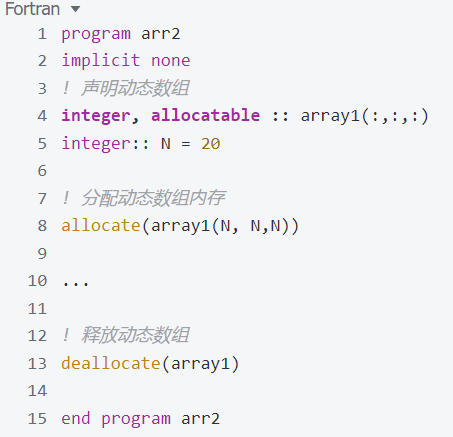 Fortran
1 program arr2
2 implicit none
3 ! 声明动态数组
4 integer, allocatable :: array1(:,:,:)
5 integer:: N = 20
6
7 ! 分配动态数组内存
8 allocate(array1(N, N,N))
9
10 ...
11
12 ! 释放动态数组
13 deallocate(array1)
14
15 end program arr2